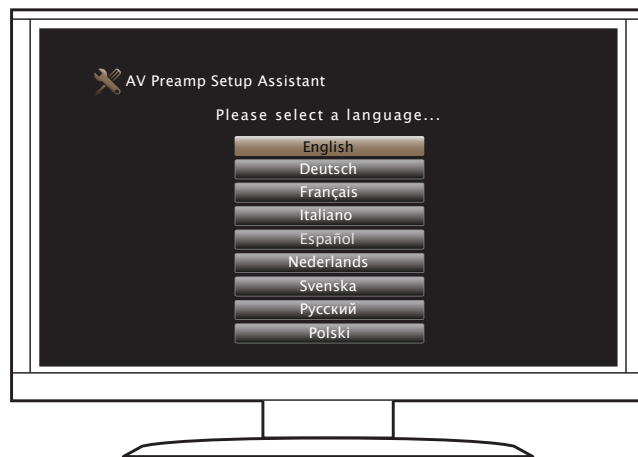 AV Preamp Setup Assistant
Please select a language...
English
Deutsch
Français
Italiano
Español
Nederlands
Svenska
Русский
Polski